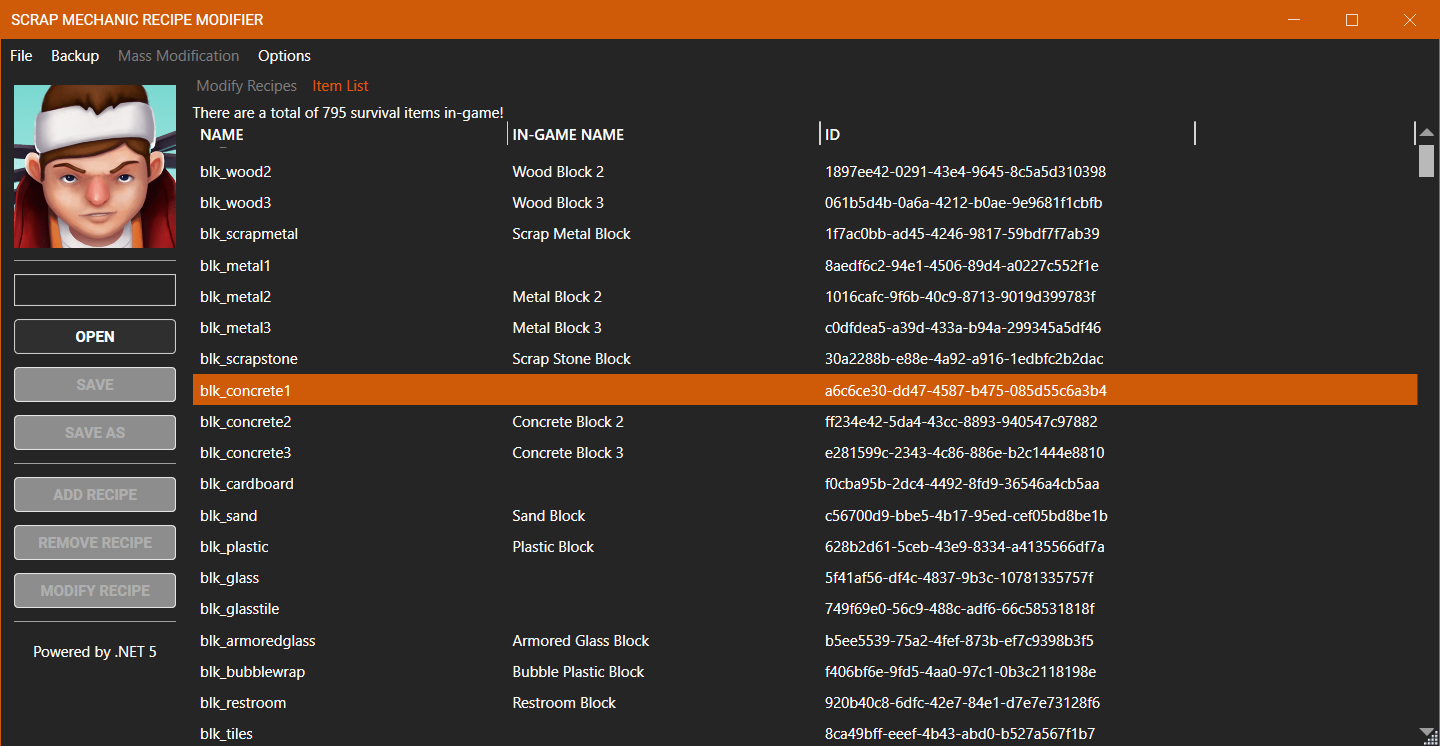 SCRAP MECHANIC RECIPE MODIFIER
File Backup Mass Modification Options
Modify Recipes Item List
There are a total of 795 survival items in-game!
NAME IN-GAME NAME ID
blk_wood2 Wood Block 2 1897ee42-0291-43e4-9645-8c5a5d310398
blk_wood3 Wood Block 3 061b5d4b-0a6a-4212-b0ae-9e9681f1cbfb
blk_scrapmetal Scrap Metal Block 1f7ac0bb-ad45-4246-9817-59bdf7f7ab39
blk_metal1 8aedf6c2-94e1-4506-89d4-a0227c552f1e
blk_metal2 Metal Block 2 1016cafc-9f6b-40c9-8713-9019d399783f
blk_metal3 Metal Block 3 c0dfdea5-a39d-433a-b94a-299345a5df46
blk_scrapstone Scrap Stone Block 30a2288b-e88e-4a92-a916-1edbfc2b2dac
blk_concrete1 a6c6ce30-dd47-4587-b475-085d55c6a3b4
blk_concrete2 Concrete Block 2 ff234e42-5da4-43cc-8893-940547c97882
blk_concrete3 Concrete Block 3 e281599c-2343-4c86-886e-b2c1444e8810
blk_cardboard f0cba95b-2dc4-4492-8fd9-36546a4cb5aa
blk_sand Sand Block c56700d9-bbe5-4b17-95ed-cef05bd8be1b
blk_plastic Plastic Block 628b2d61-5ceb-43e9-8334-a4135566df7a
blk_glass 5f41af56-df4c-4837-9b3c-10781335757f
blk_glasstile 749f69e0-56c9-488c-adf6-66c58531818f
blk_armoredglass Armored Glass Block b5ee5539-75a2-4fef-873b-ef7c9398b3f5
blk_bubblewrap Bubble Plastic Block f406bf6e-9fd5-4aa0-97c1-0b3c2118198e
blk_restroom Restroom Block 920b40c8-6dfc-42e7-84e1-d7e7e73128f6
blk_tiles 8ca49bff-eeef-4b43-abd0-b527a567f1b7
OPEN
SAVE
SAVE AS
ADD RECIPE
REMOVE RECIPE
MODIFY RECIPE
Powered by .NET 5